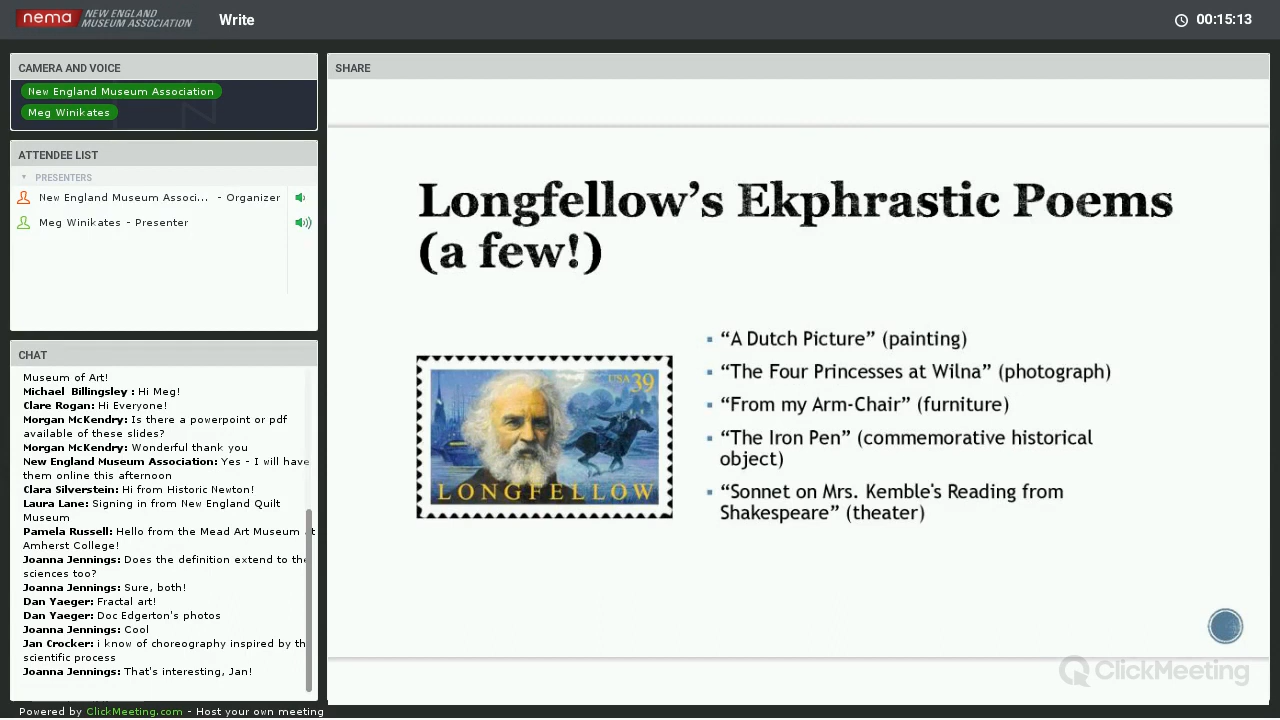 nema NEW ENGLAND
MUSEUM ASSOCIATION
Write
00:15:13
CAMERA AND VOICE
New England Museum Association
Meg Winikates
ATTENDEE LIST
PRESENTERS
New England Museum Associ... - Organizer
Meg Winikates - Presenter
CHAT
Museum of Art!
Michael Billingsley : Hi Meg!
Clare Rogan: Hi Everyone!
Morgan McKendry: Is there a powerpoint or pdf
available of these slides?
Morgan McKendry: Wonderful thank you
New England Museum Association: Yes - I will have
them online this afternoon
Clara Silverstein: Hi from Historic Newton!
Laura Lane: Signing in from New England Quilt
Museum
Pamela Russell: Hello from the Mead Art Museum at
Amherst College!
Joanna Jennings: Does the definition extend to the
sciences too?
Joanna Jennings: Sure, both!
Dan Yaeger: Fractal art!
Dan Yaeger: Doc Edgerton's photos
Joanna Jennings: Cool
Jan Crocker: i know of choreography inspired by th
scientific process
Joanna Jennings: That's interesting, Jan!
Powered by ClickMeeting.com - Host your own meeting
SHARE
Longfellow’s Ekphrastic Poems
(a few!)
USA 39
LONGFELLOW
“A Dutch Picture” (painting)
“The Four Princesses at Wilna” (photograph)
“From my Arm-Chair” (furniture)
“The Iron Pen” (commemorative historical
object)
“Sonnet on Mrs. Kemble's Reading from
Shakespeare” (theater)
ClickMeeting